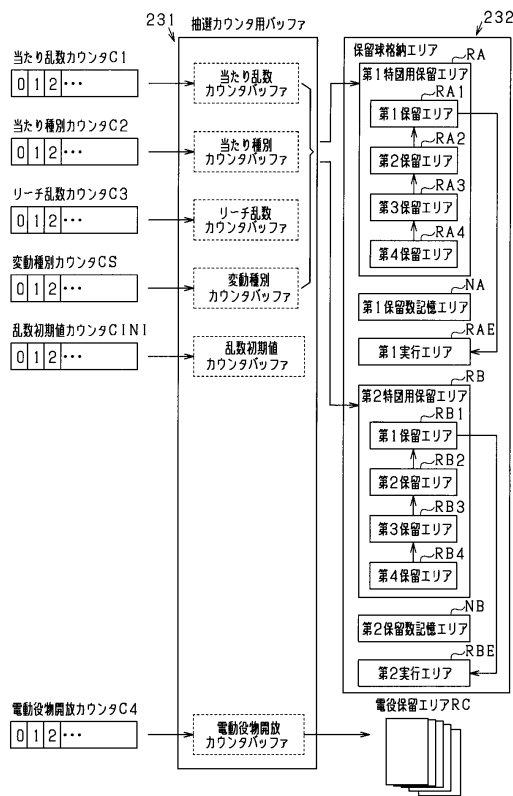 231
抽選カウンタ用バッファ
232
当たり乱数カウンタC1
0 1 2 ・・・
当たり種別カウンタC2
0 1 2 ・・・
リーチ乱数カウンタC3
0 1 2 ・・・
変動種別カウンタCS
0 1 2 ・・・
乱数初期値カウンタCINI
0 1 2 ・・・
電動役物開放カウンタC4
0 1 2 ・・・
当たり乱数
カウンタバッファ
当たり種別
カウンタバッファ
リーチ乱数
カウンタバッファ
変動種別
カウンタバッファ
乱数初期値
カウンタバッファ
電動役物開放
カウンタバッファ
保留球格納エリア
RA
第1特図用保留エリア
RA1
第1保留エリア
RA2
第2保留エリア
RA3
第3保留エリア
RA4
第4保留エリア
NA
第1保留数記憶エリア
RAE
第1実行エリア
RB
第2特図用保留エリア
RB1
第1保留エリア
RB2
第2保留エリア
RB3
第3保留エリア
RB4
第4保留エリア
NB
第2保留数記憶エリア
RBE
第2実行エリア
電役保留エリアRC